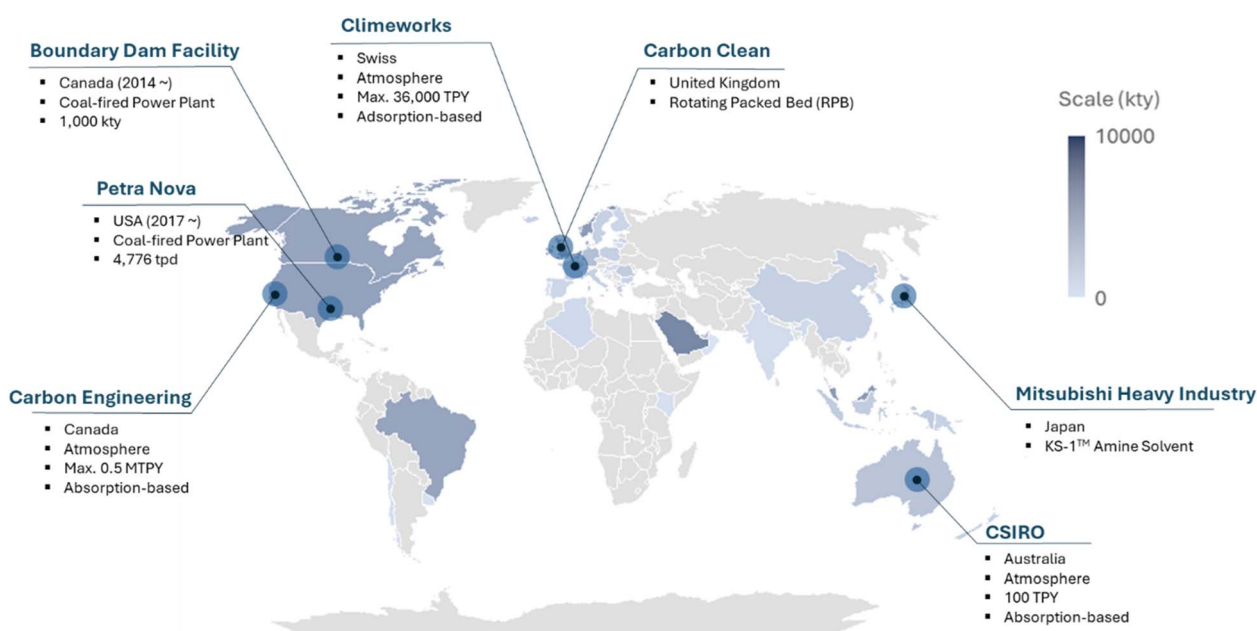 Climeworks
Swiss
Atmosphere
Max. 36,000 TPY
Adsorption-based
Carbon Clean
United Kingdom
Rotating Packed Bed (RPB)
Boundary Dam Facility
Canada (2014 ~)
Coal-fired Power Plant
1,000 kty
Scale (kty)
10000
0
Petra Nova
USA (2017 ~)
Coal-fired Power Plant
4,776 tpd
Carbon Engineering
Canada
Atmosphere
Max. 0.5 MTPY
Absorption-based
Mitsubishi Heavy Industry
Japan
KS-1™ Amine Solvent
CSIRO
Australia
Atmosphere
100 TPY
Absorption-based